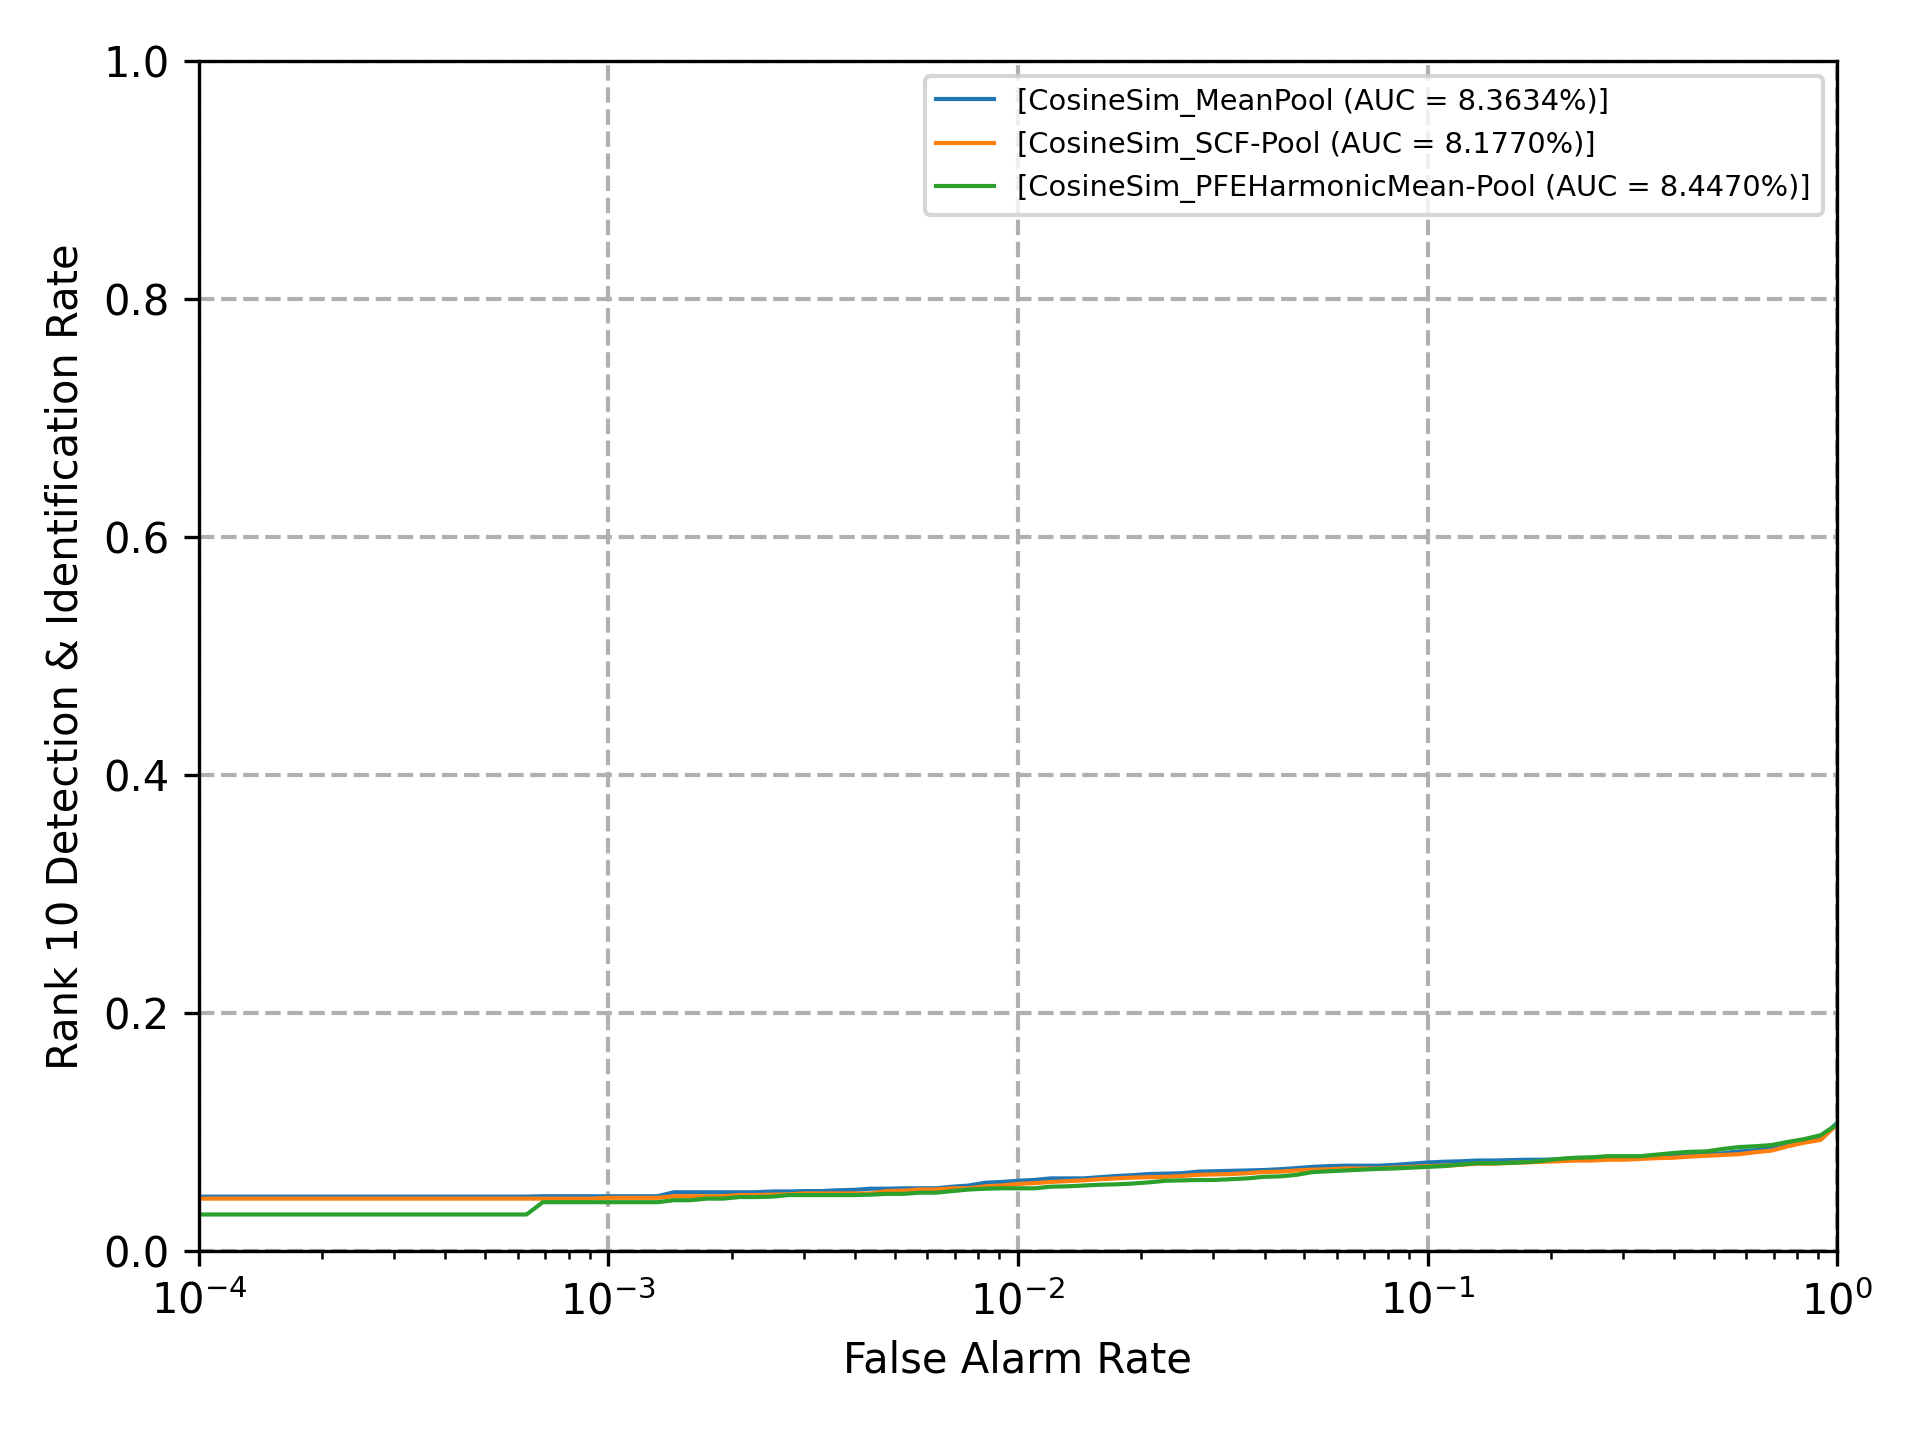 [CosineSim_MeanPool (AUC = 8.3634%)]
[CosineSim_SCF-Pool (AUC = 8.1770%)]
[CosineSim_PFEHarmonicMean-Pool (AUC = 8.4470%)]
Rank 10 Detection & Identification Rate
1.0
0.8
0.6
0.4
0.2
0.0
10⁻⁴ 10⁻³ 10⁻² 10⁻¹ 10⁰
False Alarm Rate